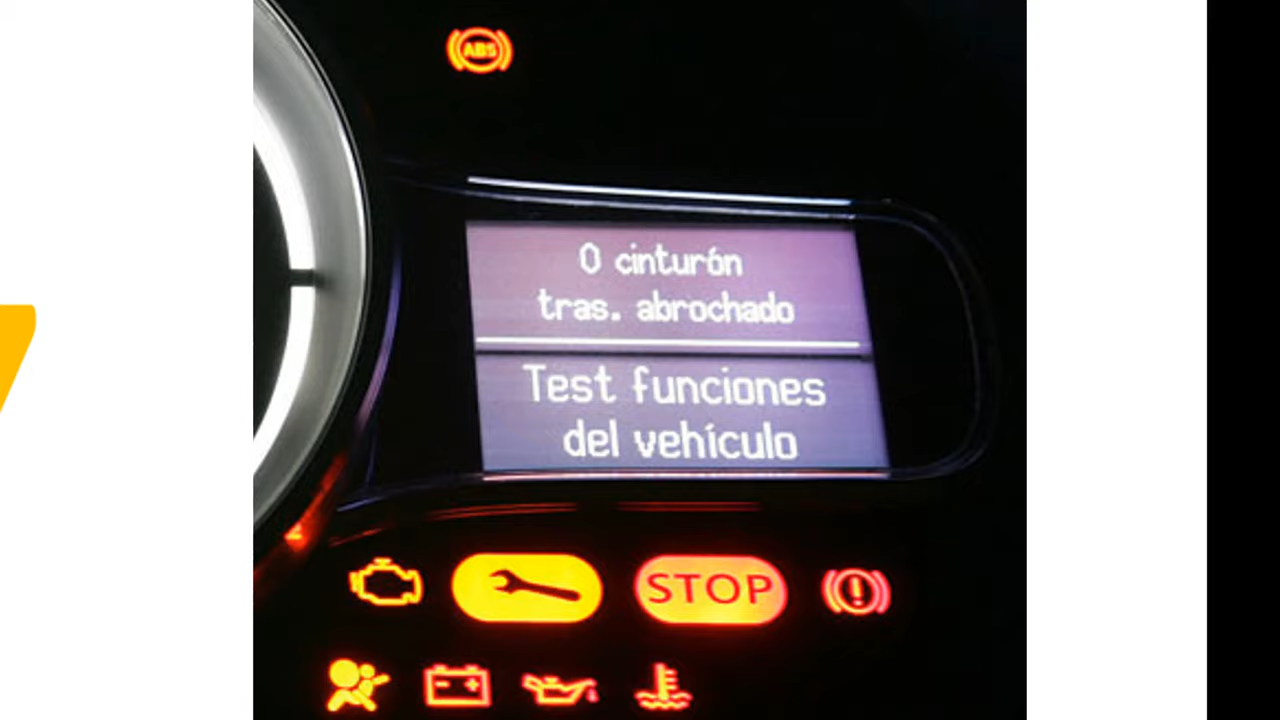 ABS
0 cinturón
tras. abrochado
Test funciones
del vehículo
STOP